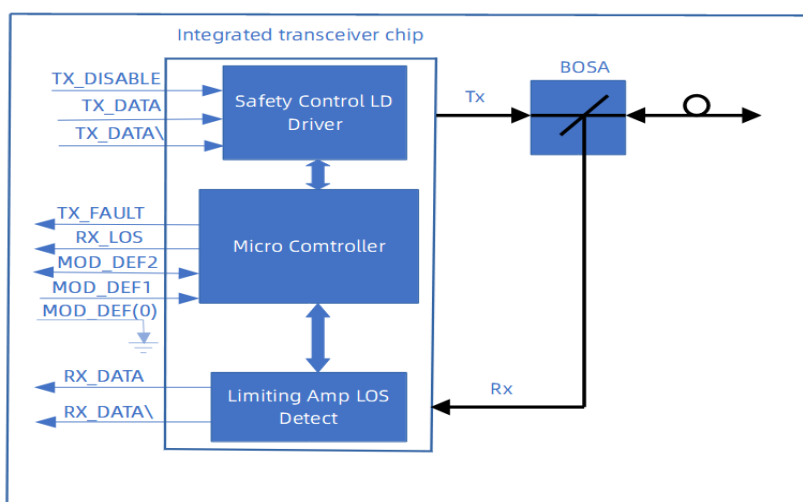 Integrated transceiver chip
BOSA
TX_DISABLE
TX_DATA
TX_DATA\
Safety Control LD
Driver
Tx
TX_FAULT
RX_LOS
MOD_DEF2
MOD_DEF1
MOD_DEF(0)
Micro Comtroller
RX_DATA
RX_DATA\
Limiting Amp LOS
Detect
Rx